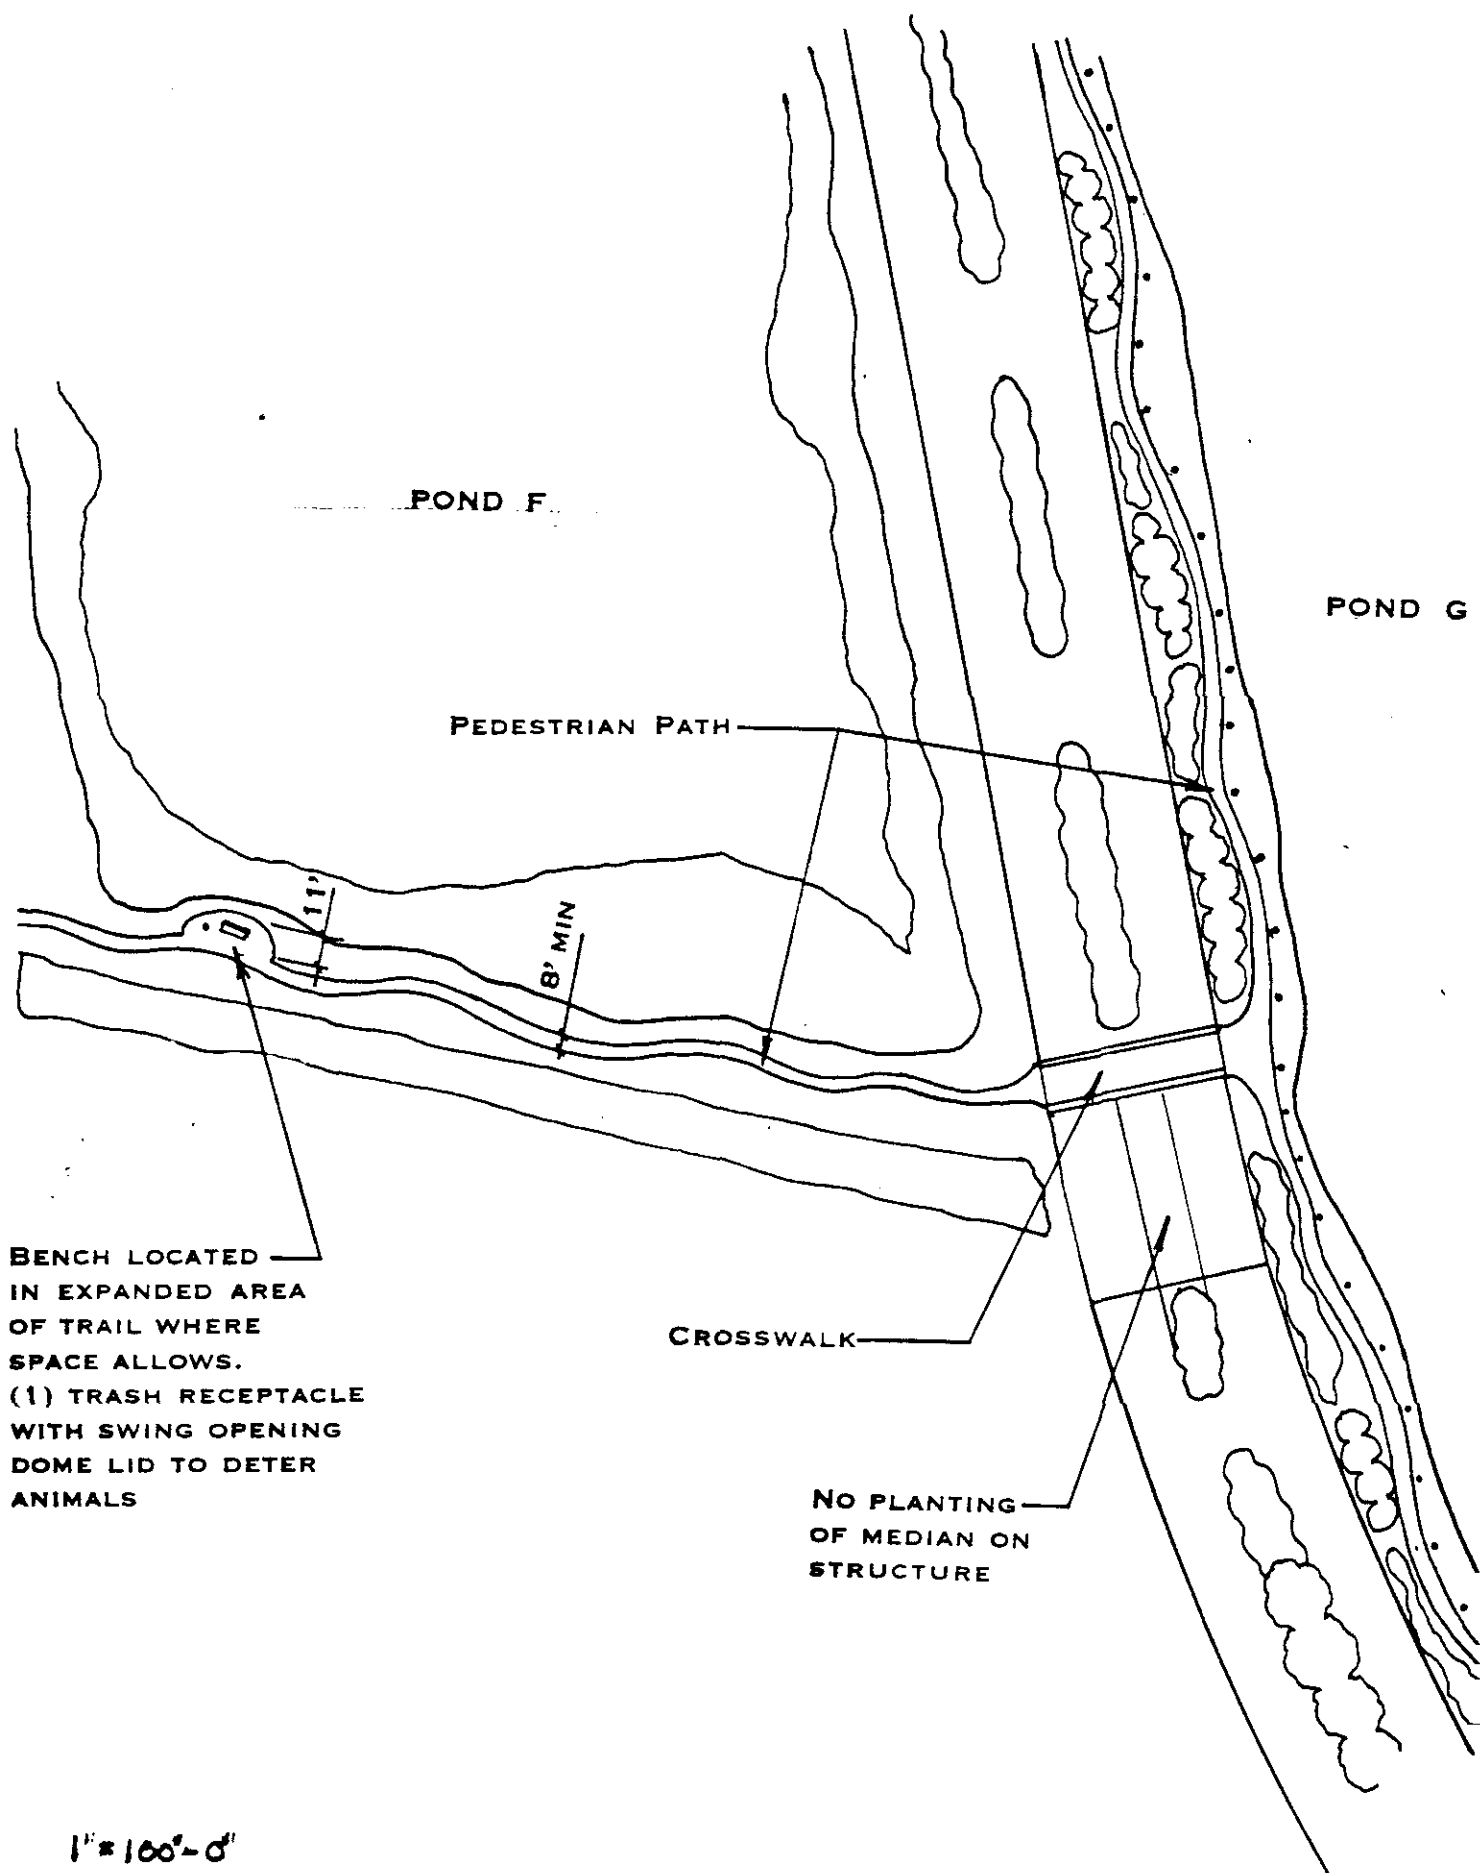 POND F
POND G
PEDESTRIAN PATH
11'
8' MIN
BENCH LOCATED
IN EXPANDED AREA
OF TRAIL WHERE
SPACE ALLOWS.
(1) TRASH RECEPTACLE
WITH SWING OPENING
DOME LID TO DETER
ANIMALS
CROSSWALK
NO PLANTING
OF MEDIAN ON
STRUCTURE
1"=100'-0"